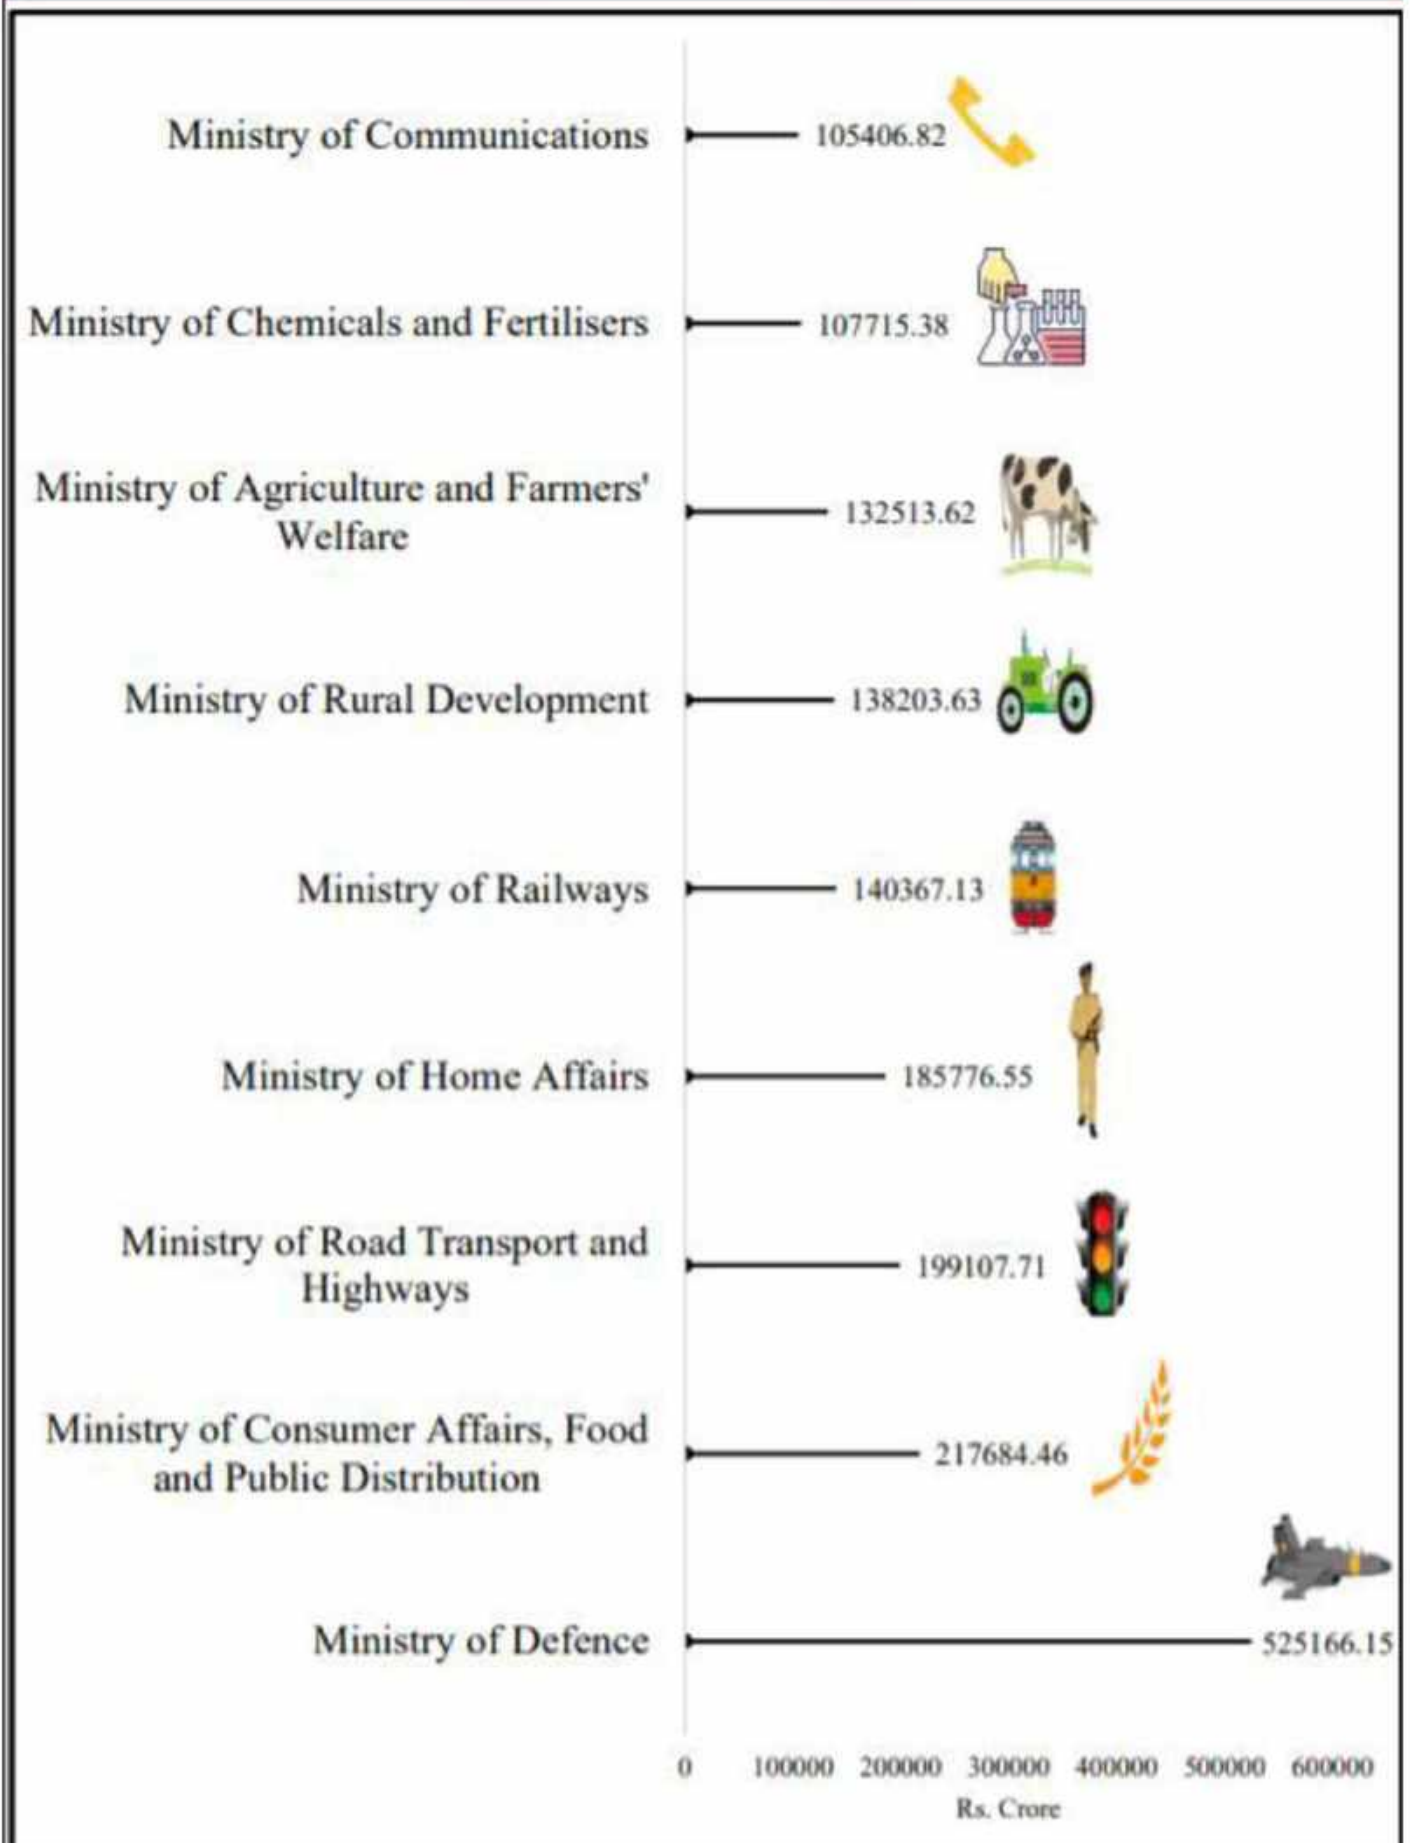 Ministry of Communications 105406.82
Ministry of Chemicals and Fertilisers 107715.38
Ministry of Agriculture and Farmers'
Welfare
132513.62
Ministry of Rural Development 138203.63
Ministry of Railways 140367.13
Ministry of Home Affairs 185776.55
Ministry of Road Transport and
Highways
199107.71
Ministry of Consumer Affairs, Food
and Public Distribution
217684.46
Ministry of Defence 525166.15
0 100000 200000 300000 400000 500000 600000
Rs. Crore